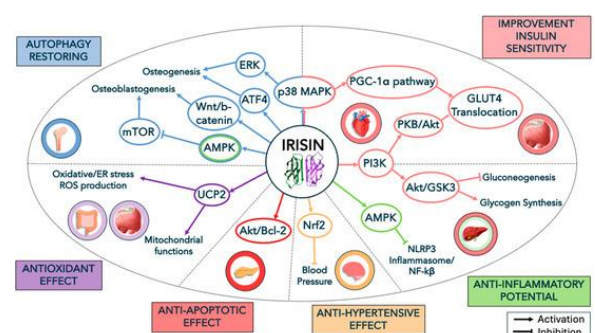 AUTOPHAGY
RESTORING
IMPROVEMENT
INSULIN
SENSITIVITY
Osteogenesis
ERK
p38 MAPK
PGC-1α pathway
Osteoblastogenesis
ATF4
GLUT4
Translocation
Wnt/b-
catenin
mTOR
AMPK
IRISIN
PKB/Akt
PI3K
Oxidative/ER stress
ROS production
UCP2
Akt/GSK3
Gluconeogenesis
Glycogen Synthesis
Akt/Bcl-2
Nrf2
AMPK
Mitochondrial
functions
Blood
Pressure
NLRP3
Inflammasome/
NF-kβ
ANTIOXIDANT
EFFECT
ANTI-APOPTOTIC
EFFECT
ANTI-HYPERTENSIVE
EFFECT
ANTI-INFLAMMATORY
POTENTIAL
Activation
Inhibition